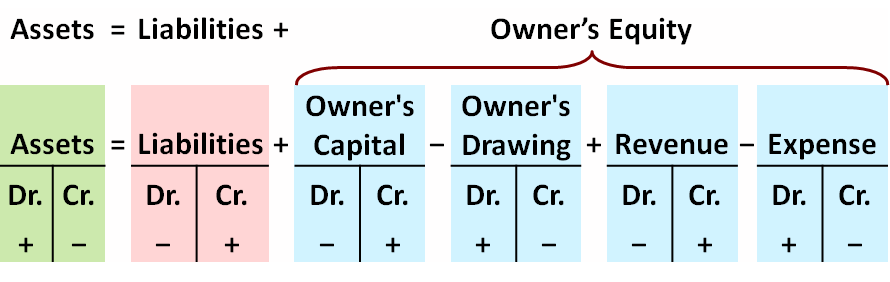 Assets = Liabilities + Owner’s Equity
Owner's Owner's
Assets = Liabilities + Capital – Drawing + Revenue – Expense
Dr. Cr. Dr. Cr. Dr. Cr. Dr. Cr. Dr. Cr. Dr. Cr.
+ – – + – + + – – + + –